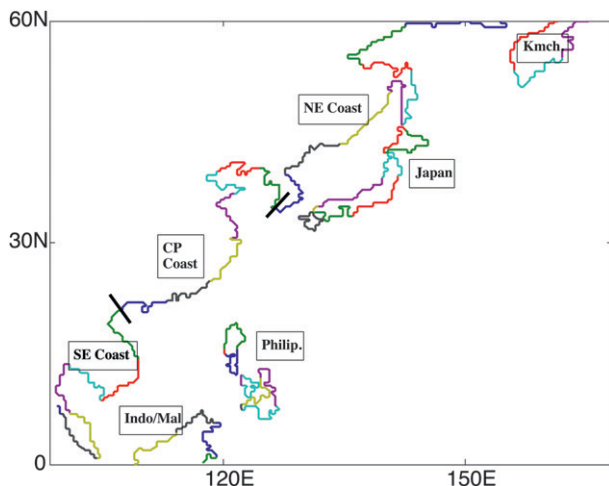 60N
Kmch.
NE Coast
Japan
30N
CP
Coast
SE Coast
Philip.
Indo/Mal
0
120E
150E